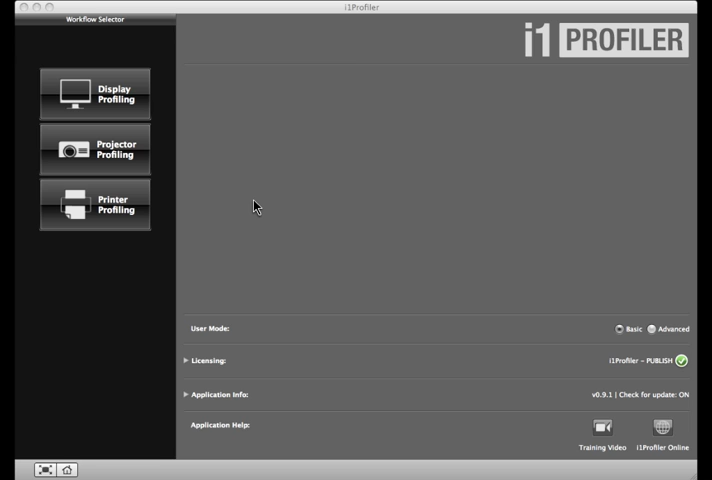 i1Profiler
Workflow Selector
i1 PROFILER
Display
Profiling
Projector
Profiling
Printer
Profiling
User Mode:
Basic
Advanced
Licensing:
i1Profiler – PUBLISH
Application Info:
v0.9.1 | Check for update: ON
Application Help:
Training Video
i1Profiler Online